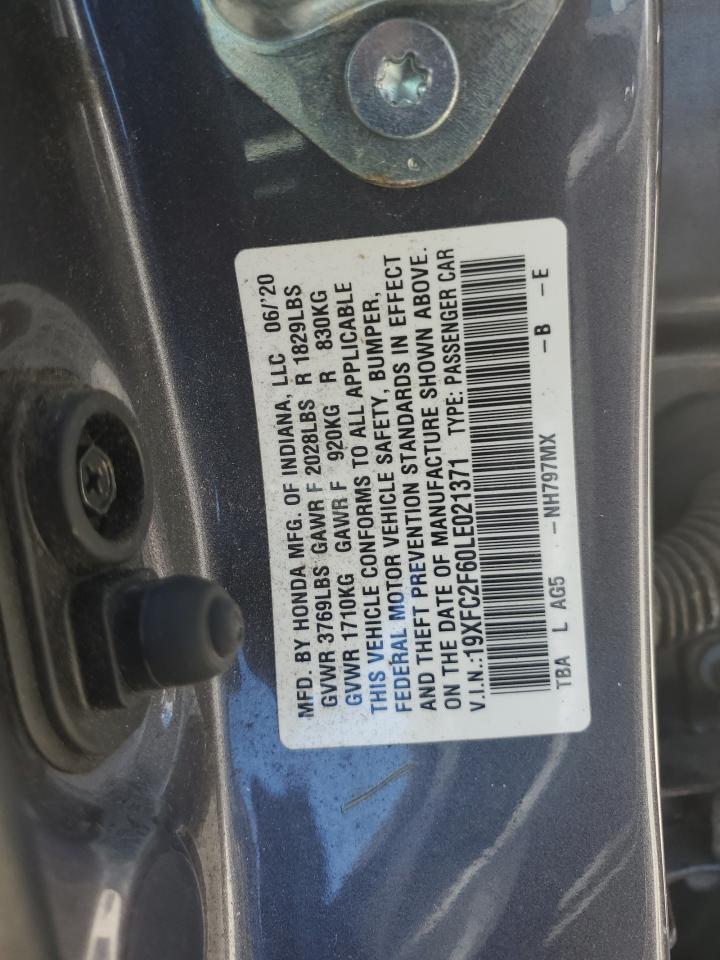 MFD. BY HONDA MFG. OF INDIANA, LLC 06/'20
GVWR 3769LBS GAWR F 2028LBS R 1829LBS
GVWR 1710KG GAWR F 920KG R 830KG
THIS VEHICLE CONFORMS TO ALL APPLICABLE
FEDERAL MOTOR VEHICLE SAFETY, BUMPER,
AND THEFT PREVENTION STANDARDS IN EFFECT
ON THE DATE OF MANUFACTURE SHOWN ABOVE.
V.I.N.:19XFC2F60LE021371 TYPE: PASSENGER CAR
TBA L AG5 -NH797MX -B -E